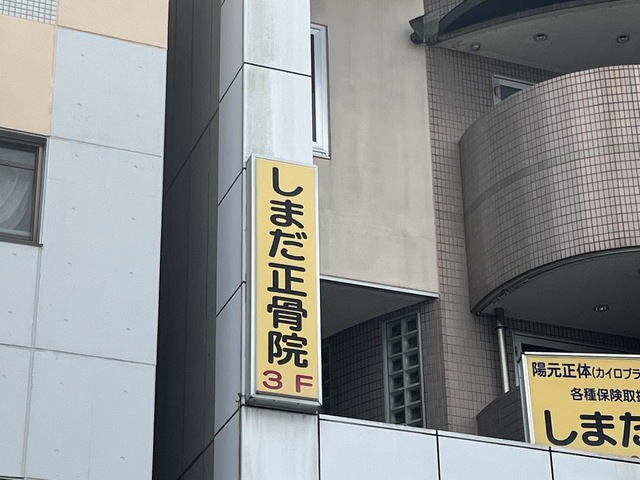 しまだ正骨院
3F
陽元正体(カイロプラ
各種保険取扱
しまだ